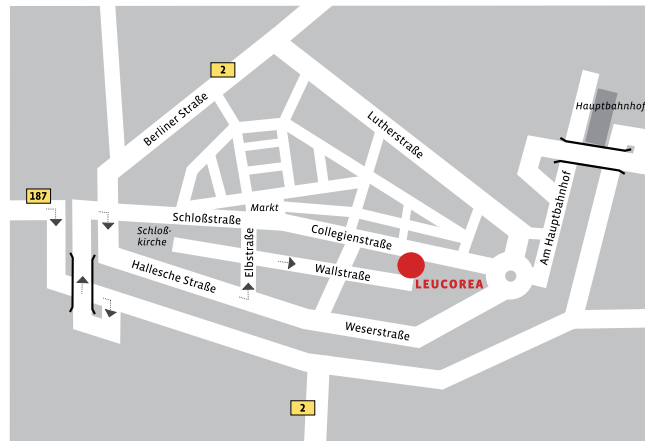 2
Berliner Straße
Lutherstraße
Hauptbahnhof
187
Schloßstraße
Markt
Schloß-
kirche
Collegienstraße
Am Hauptbahnhof
Elbstraße
Wallstraße
LEUCOREA
Hallesche Straße
Weserstraße
2